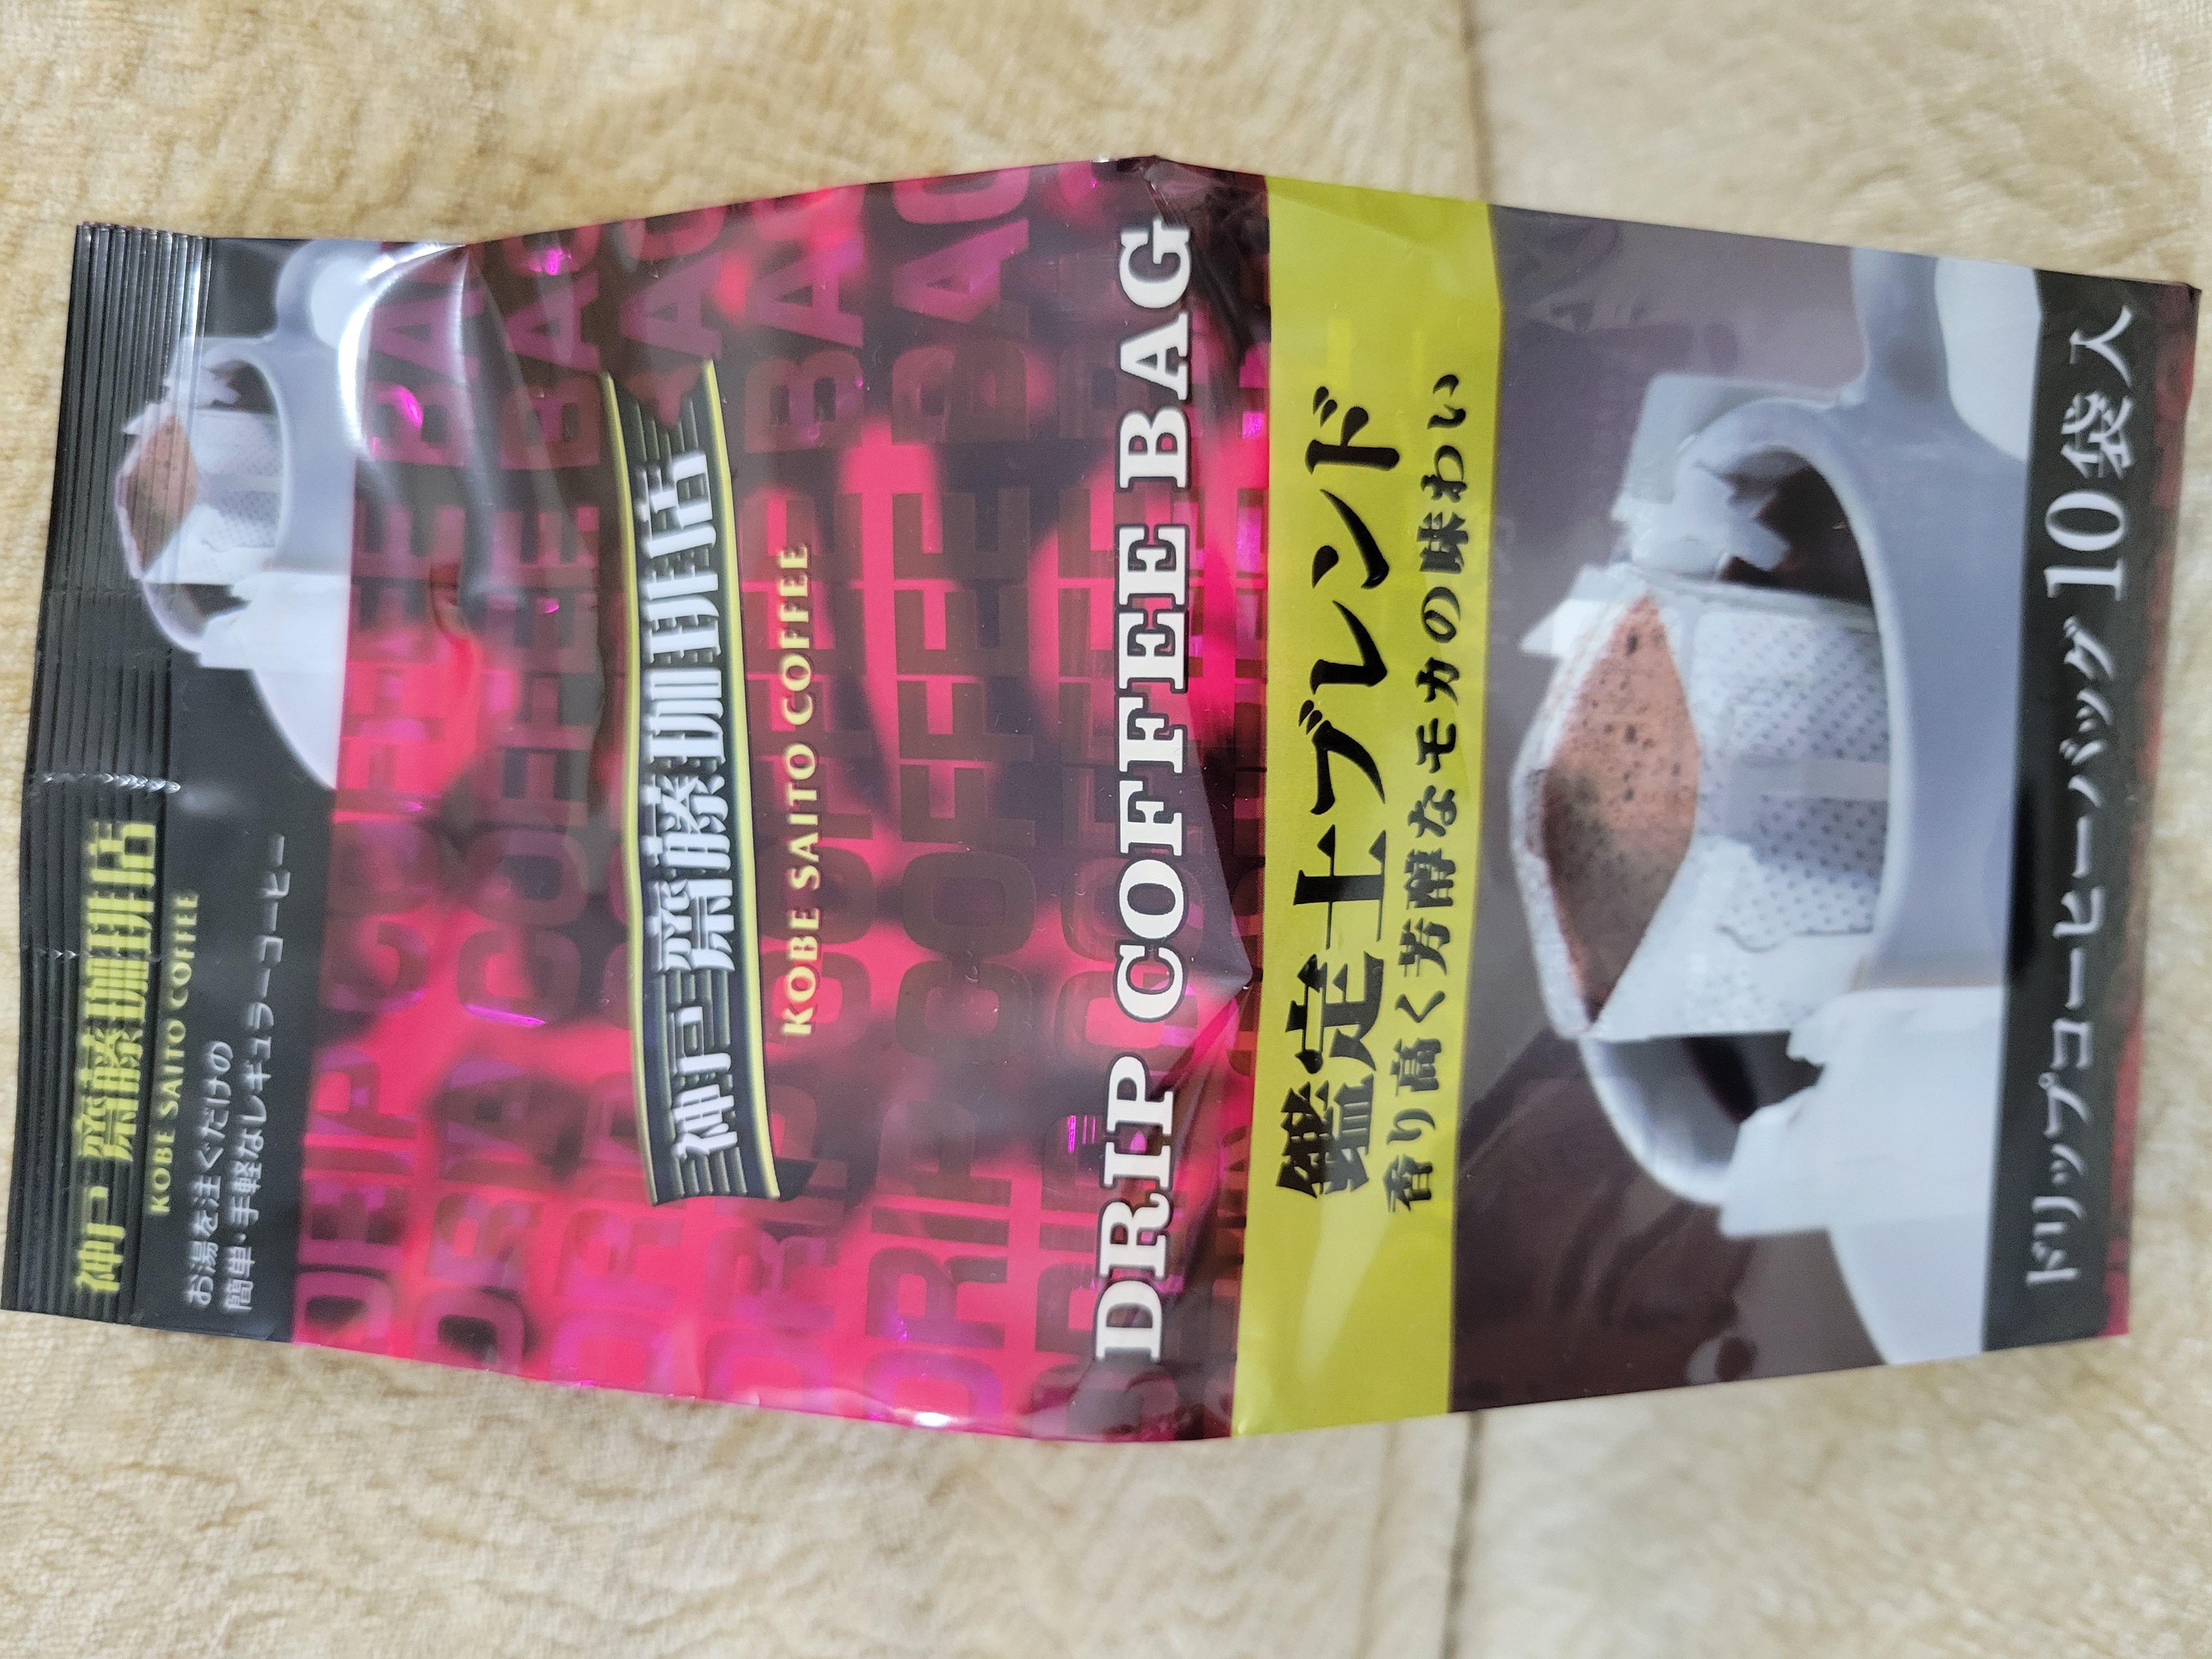 神戸齋藤珈琲店
KOBE SAITO COFFEE
お湯を注ぐだけの
簡単・手軽なレギュラーコーヒー
神戸齋藤珈琲店
KOBE SAITO COFFEE
DRIP COFFEE BAG
鑑定士ブレンド
香り高く芳醇なモカの味わい
ドリップコーヒーバッグ 10袋入